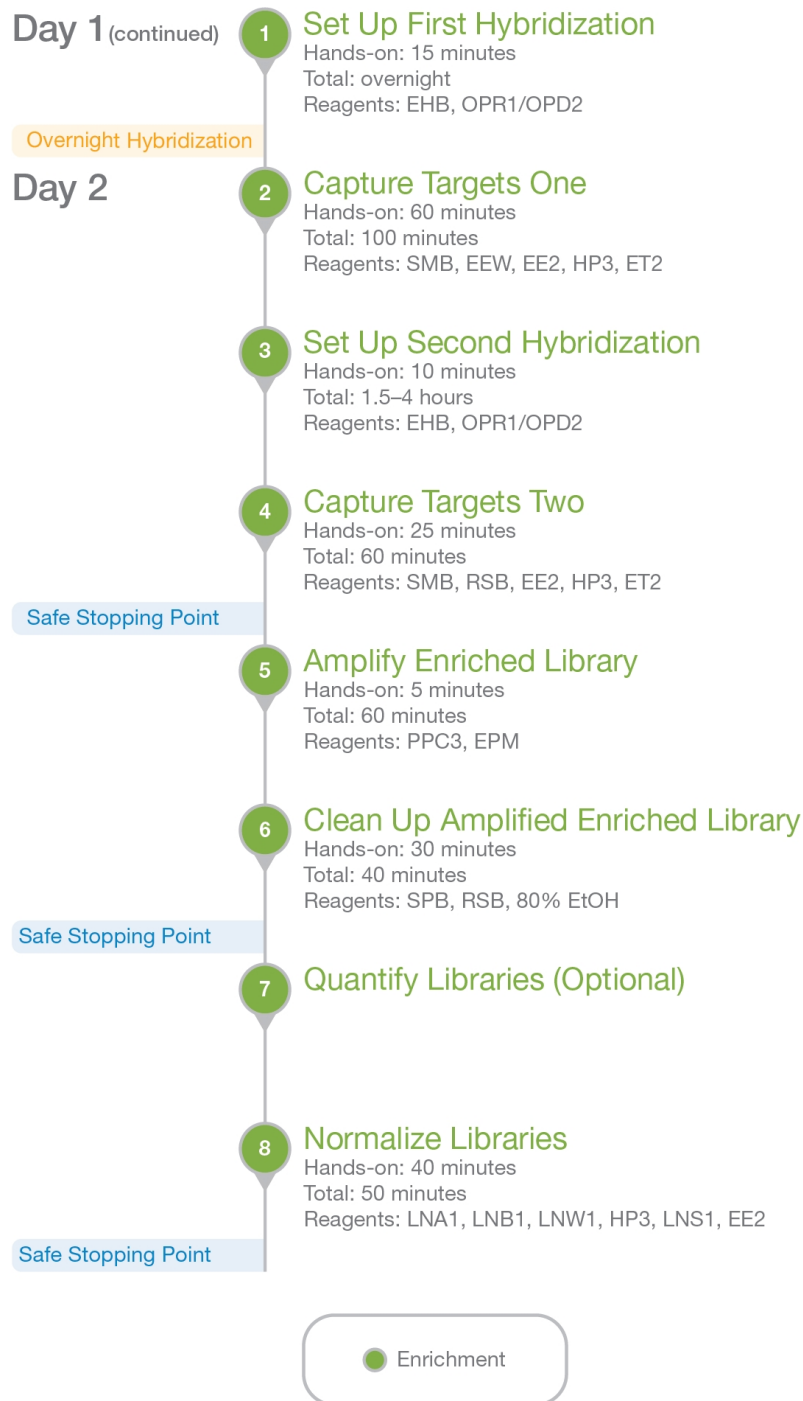 Day 1 (continued)
1
Set Up First Hybridization
Hands-on: 15 minutes
Total: overnight
Reagents: EHB, OPR1/OPD2
Overnight Hybridization
Day 2
2
Capture Targets One
Hands-on: 60 minutes
Total: 100 minutes
Reagents: SMB, EEW, EE2, HP3, ET2
3
Set Up Second Hybridization
Hands-on: 10 minutes
Total: 1.5–4 hours
Reagents: EHB, OPR1/OPD2
4
Capture Targets Two
Hands-on: 25 minutes
Total: 60 minutes
Reagents: SMB, RSB, EE2, HP3, ET2
Safe Stopping Point
5
Amplify Enriched Library
Hands-on: 5 minutes
Total: 60 minutes
Reagents: PPC3, EPM
6
Clean Up Amplified Enriched Library
Hands-on: 30 minutes
Total: 40 minutes
Reagents: SPB, RSB, 80% EtOH
Safe Stopping Point
7
Quantify Libraries (Optional)
8
Normalize Libraries
Hands-on: 40 minutes
Total: 50 minutes
Reagents: LNA1, LNB1, LNW1, HP3, LNS1, EE2
Safe Stopping Point
Enrichment